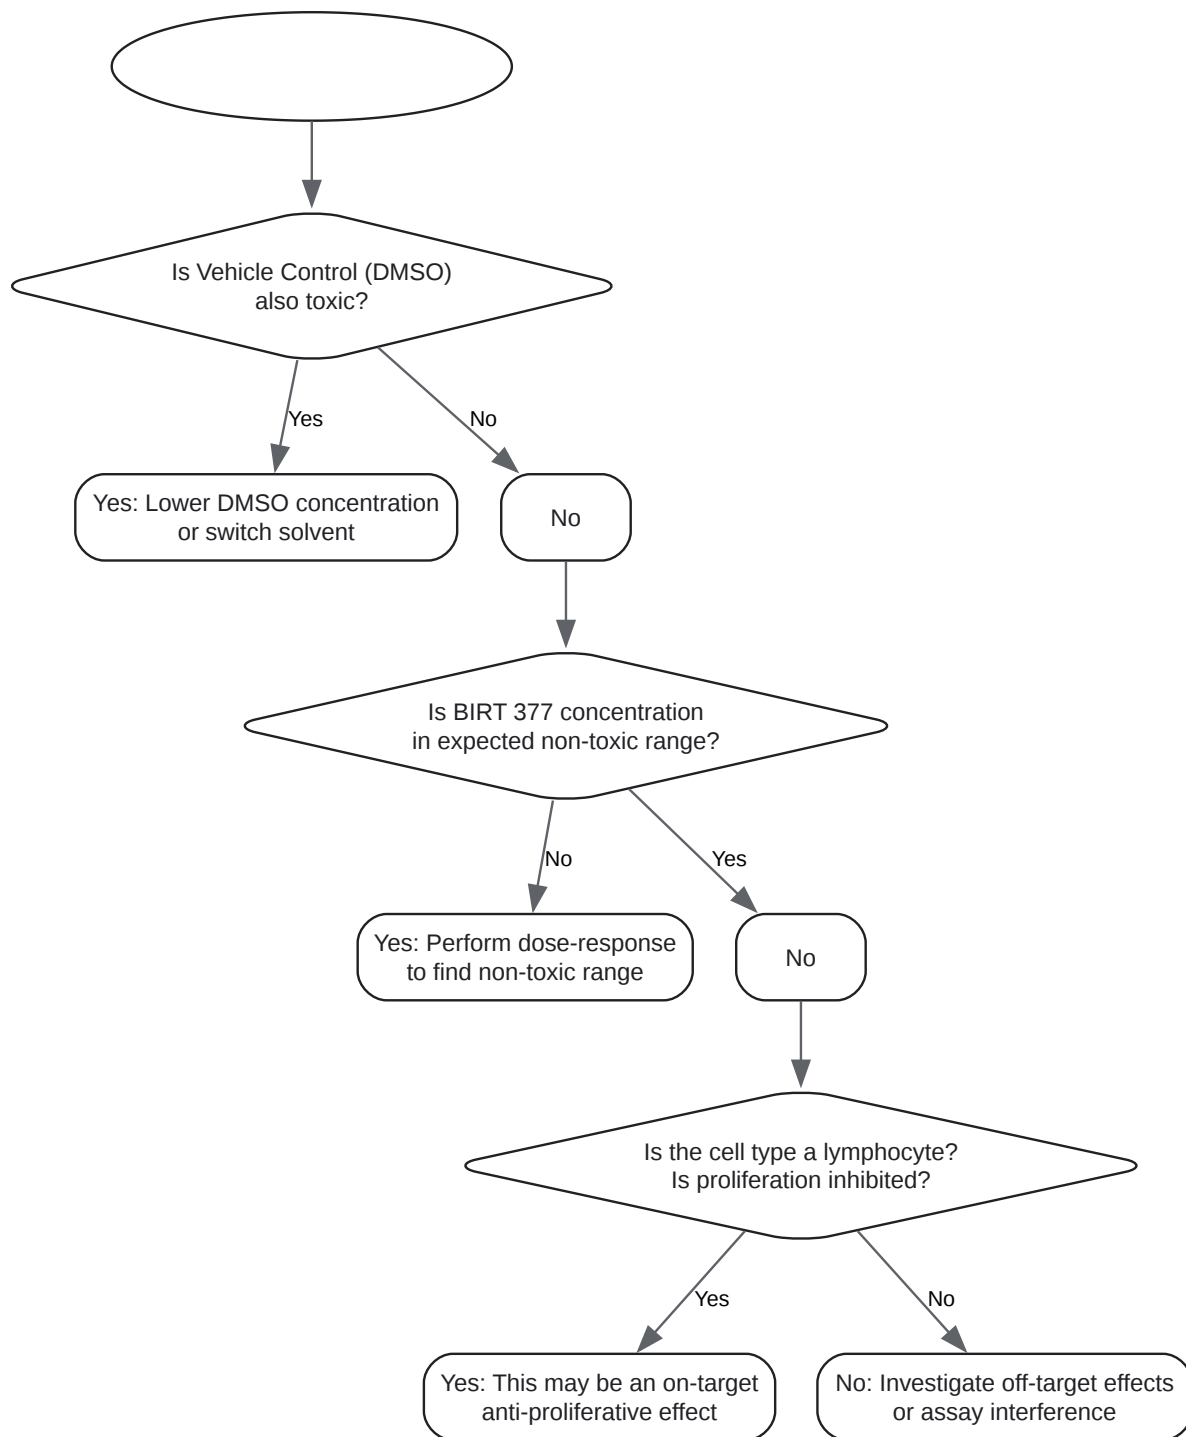 Is Vehicle Control (DMSO)
also toxic?
Yes
No
Yes: Lower DMSO concentration
or switch solvent
No
Is BIRT 377 concentration
in expected non-toxic range?
No
Yes
Yes: Perform dose-response
to find non-toxic range
No
Is the cell type a lymphocyte?
Is proliferation inhibited?
Yes
No
Yes: This may be an on-target
anti-proliferative effect
No: Investigate off-target effects
or assay interference